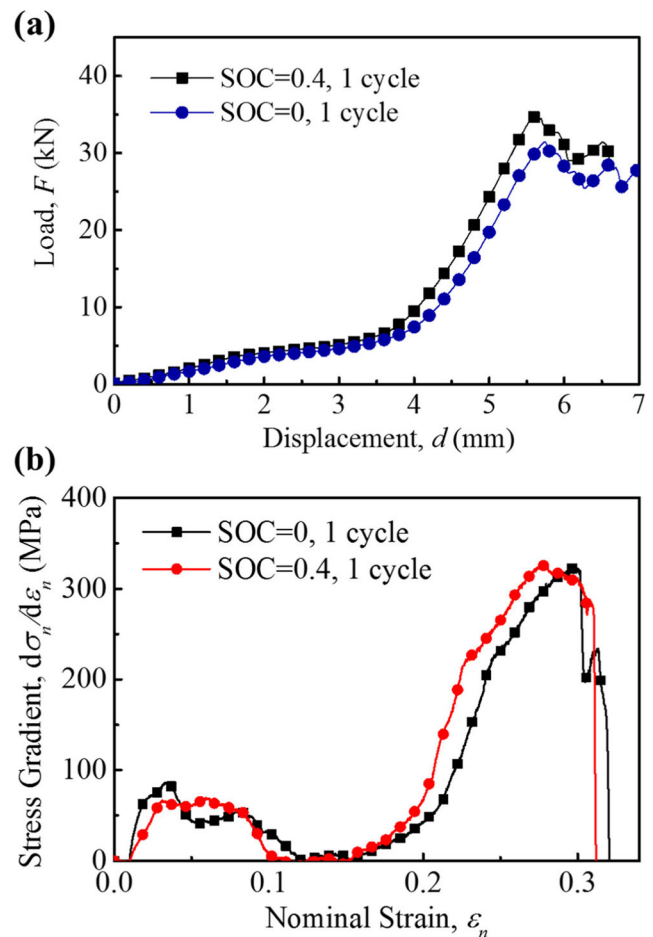 (a)
40
30
20
10
0
Load, F (kN)
SOC=0.4, 1 cycle
SOC=0, 1 cycle
0 1 2 3 4 5 6 7
Displacement, d (mm)
(b)
400
300
200
100
0
Stress Gradient, dσn/dεn (MPa)
SOC=0, 1 cycle
SOC=0.4, 1 cycle
0.0 0.1 0.2 0.3
Nominal Strain, εn